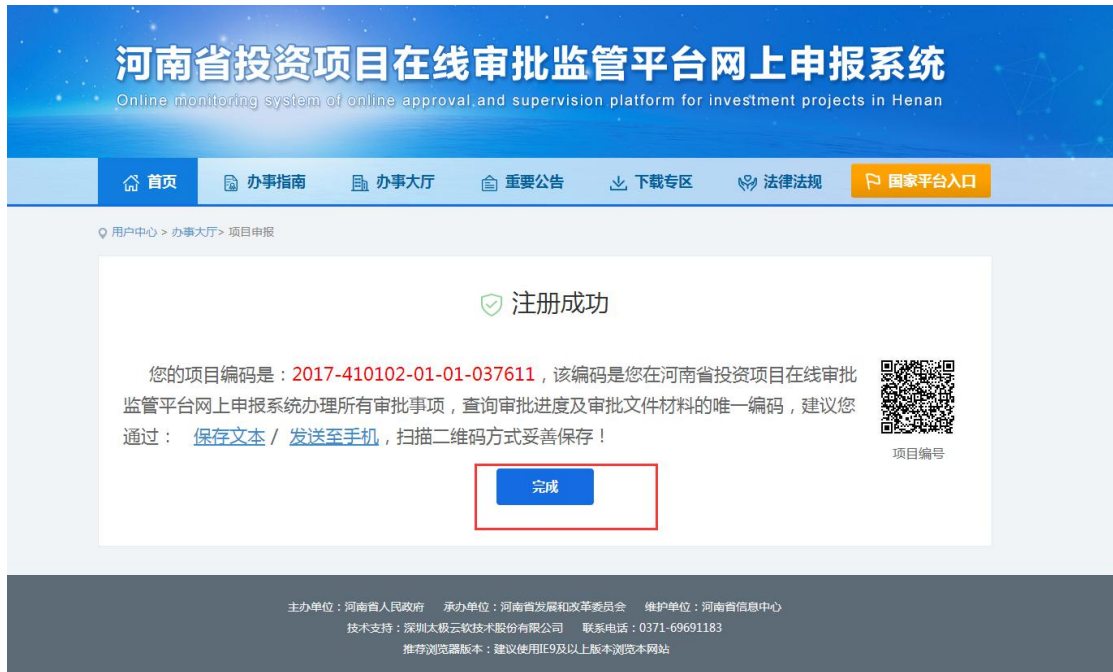 河南省投资项目在线审批监管平台网上申报系统
Online monitoring system of online approval and supervision platform for investment projects in Henan
首页 办事指南 办事大厅 重要公告 下载专区 法律法规 国家平台入口
用户中心 > 办事大厅> 项目申报
注册成功
您的项目编码是：2017-410102-01-01-037611，该编码是您在河南省投资项目在线审批
监管平台网上申报系统办理所有审批事项，查询审批进度及审批文件材料的唯一编码，建议您
通过： 保存文本 / 发送至手机，扫描二维码方式妥善保存！
项目编号
完成
主办单位：河南省人民政府 承办单位：河南省发展和改革委员会 维护单位：河南省信息中心
技术支持：深圳太极云软技术股份有限公司 联系电话：0371-69691183
推荐浏览器版本：建议使用IE9及以上版本浏览本网站